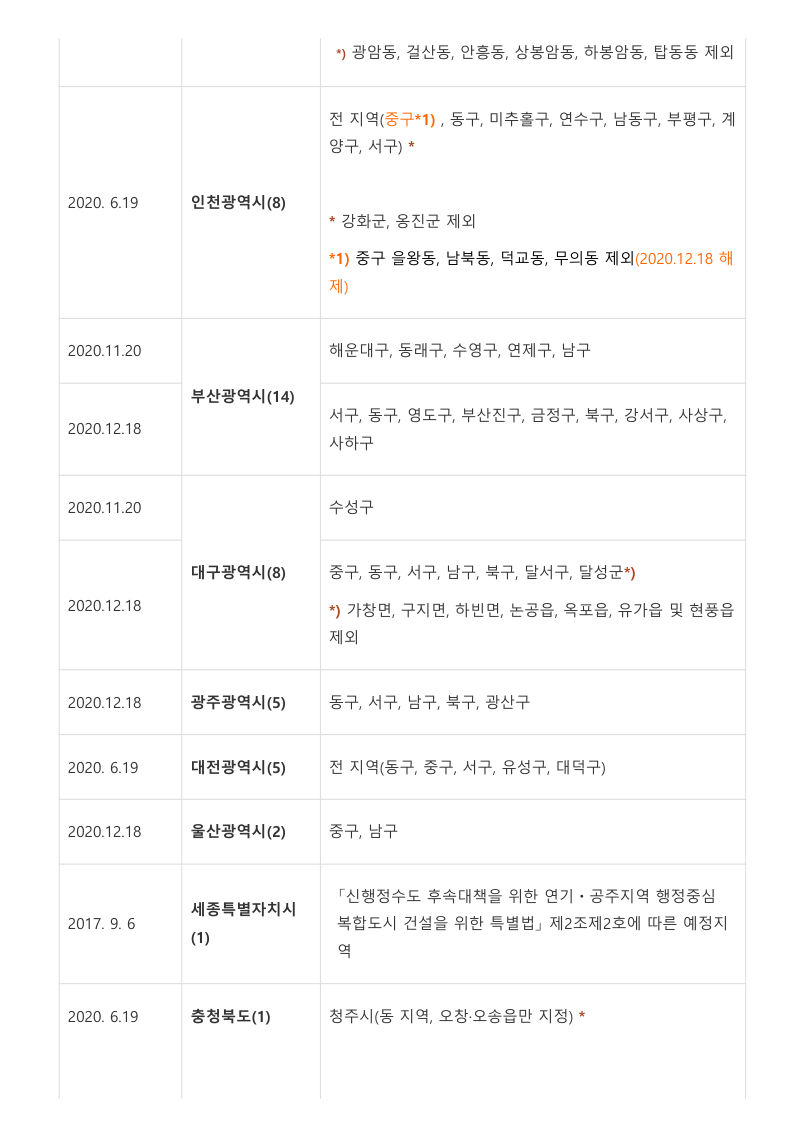 *) 광암동, 걸산동, 안흥동, 상봉암동, 하봉암동, 탑동동 제외
2020. 6.19
인천광역시(8)
전 지역(중구*1) , 동구, 미추홀구, 연수구, 남동구, 부평구, 계
양구, 서구) *
* 강화군, 옹진군 제외
*1) 중구 을왕동, 남북동, 덕교동, 무의동 제외(2020.12.18 해
제)
2020.11.20
부산광역시(14)
해운대구, 동래구, 수영구, 연제구, 남구
2020.12.18
서구, 동구, 영도구, 부산진구, 금정구, 북구, 강서구, 사상구,
사하구
2020.11.20
대구광역시(8)
수성구
2020.12.18
중구, 동구, 서구, 남구, 북구, 달서구, 달성군*)
*) 가창면, 구지면, 하빈면, 논공읍, 옥포읍, 유가읍 및 현풍읍
제외
2020.12.18
광주광역시(5)
동구, 서구, 남구, 북구, 광산구
2020. 6.19
대전광역시(5)
전 지역(동구, 중구, 서구, 유성구, 대덕구)
2020.12.18
울산광역시(2)
중구, 남구
2017. 9. 6
세종특별자치시
(1)
「신행정수도 후속대책을 위한 연기・공주지역 행정중심
복합도시 건설을 위한 특별법」 제2조제2호에 따른 예정지
역
2020. 6.19
충청북도(1)
청주시(동 지역, 오창·오송읍만 지정) *